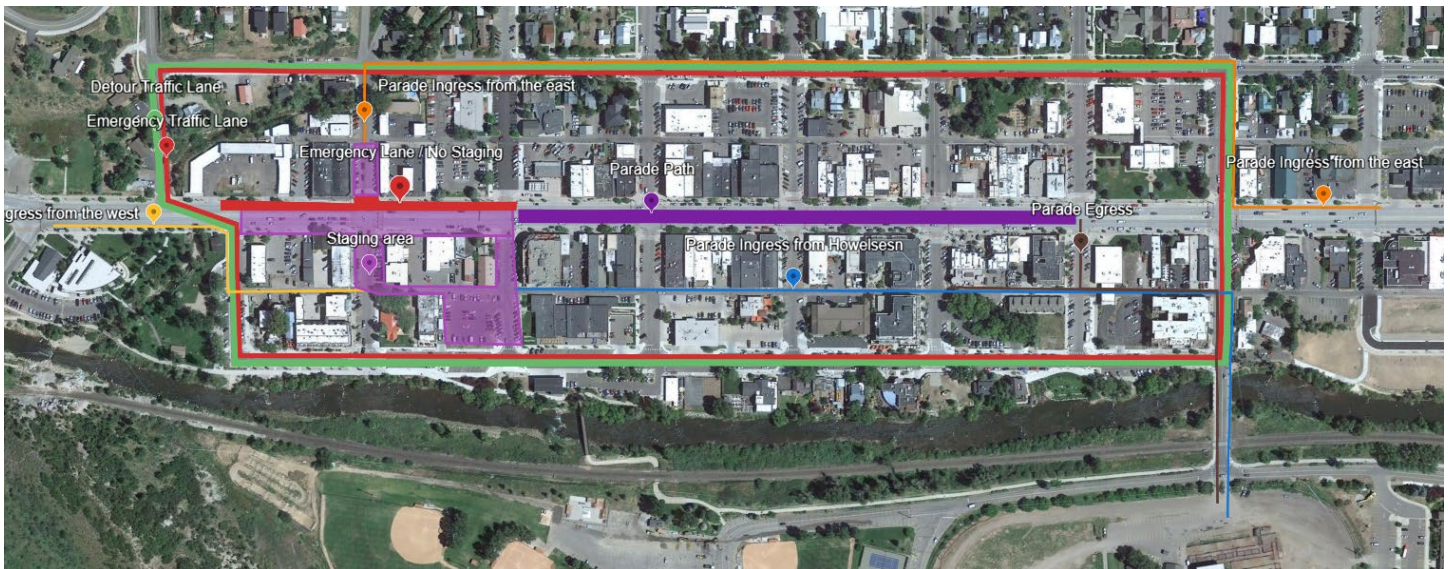 Detour Traffic Lane
Parade Ingress from the east
Emergency Traffic Lane
Emergency Lane / No Staging
Parade Path
Parade Ingress from the east
gress from the west
Parade Egress
Staging area
Parade Ingress from Howelsesn